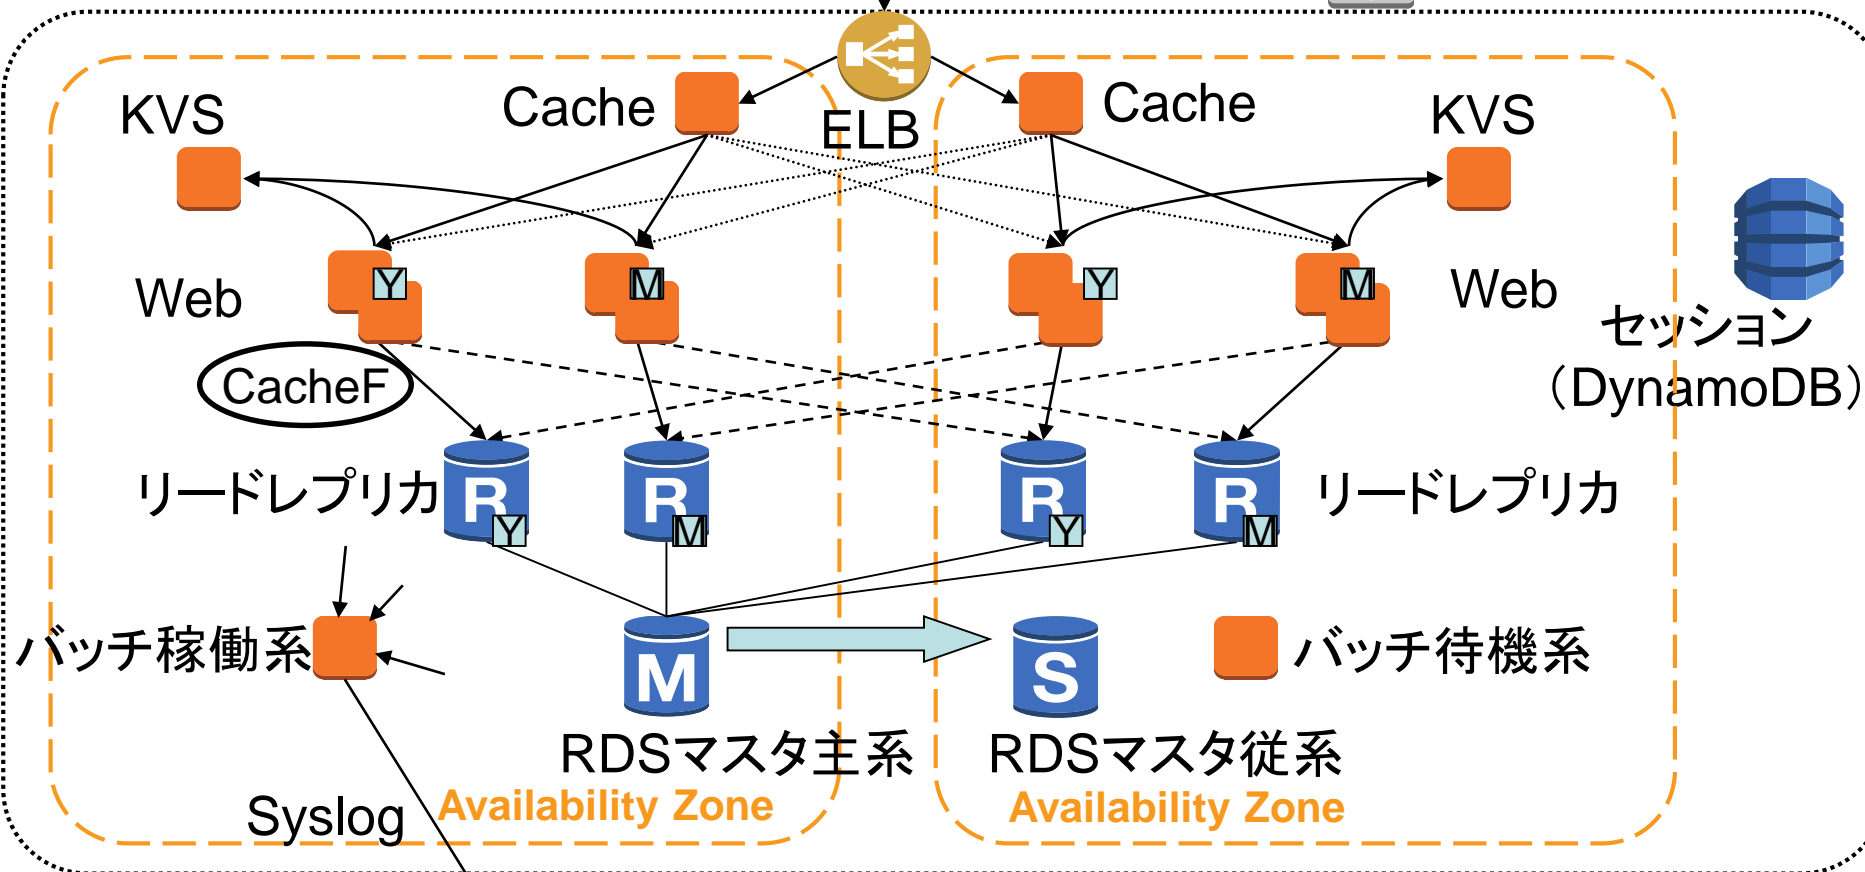 ELB
Cache
Cache
KVS
KVS
Web
Y
M
Y
M
Web
セッション
（DynamoDB）
CacheF
リードレプリカ
R
Y
R
M
R
Y
R
M
リードレプリカ
バッチ稼働系
M
S
バッチ待機系
RDSマスタ主系
RDSマスタ従系
Availability Zone
Availability Zone
Syslog